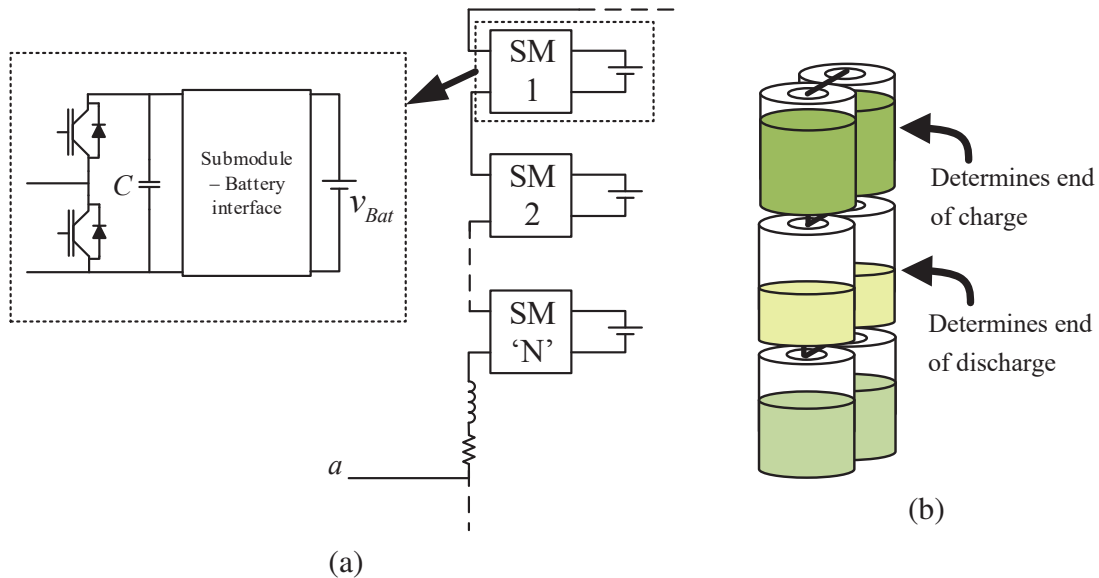 SM
1
SM
2
SM
‘N’
Submodule
– Battery
interface
C
v_Bat
a
(a)
Determines end
of charge
Determines end
of discharge
(b)